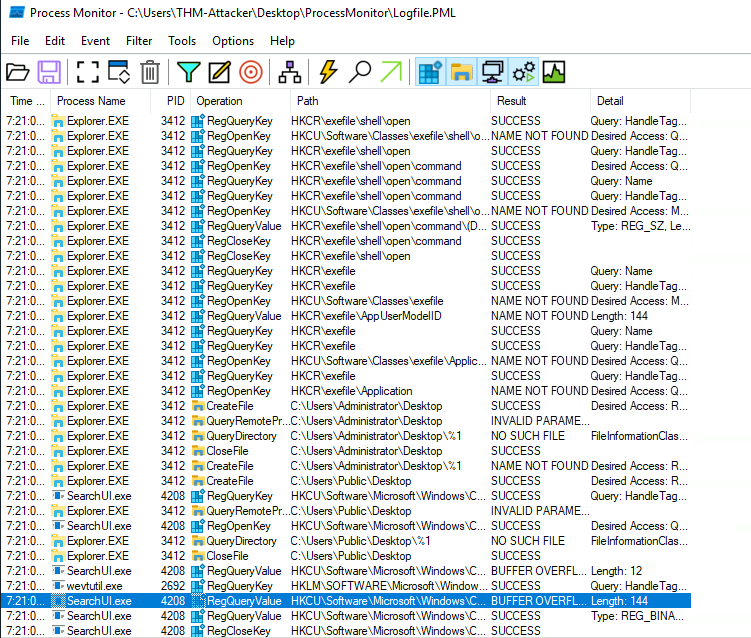 Process Monitor - C:\Users\THM-Attacker\Desktop\ProcessMonitor\Logfile.PML
File Edit Event Filter Tools Options Help
Time ... Process Name PID Operation Path Result Detail
7:21:0... Explorer.EXE 3412 RegQueryKey HKCR\exefile\shell\open SUCCESS Query: HandleTag...
7:21:0... Explorer.EXE 3412 RegOpenKey HKCU\Software\Classes\exefile\shell\o... NAME NOT FOUND Desired Access: Q...
7:21:0... Explorer.EXE 3412 RegQueryKey HKCR\exefile\shell\open SUCCESS Query: HandleTag...
7:21:0... Explorer.EXE 3412 RegOpenKey HKCR\exefile\shell\open\command SUCCESS Desired Access: Q...
7:21:0... Explorer.EXE 3412 RegQueryKey HKCR\exefile\shell\open\command SUCCESS Query: Name
7:21:0... Explorer.EXE 3412 RegQueryKey HKCR\exefile\shell\open\command SUCCESS Query: HandleTag...
7:21:0... Explorer.EXE 3412 RegOpenKey HKCU\Software\Classes\exefile\shell\o... NAME NOT FOUND Desired Access: M...
7:21:0... Explorer.EXE 3412 RegQueryValue HKCR\exefile\shell\open\command\(D... SUCCESS Type: REG_SZ, Le...
7:21:0... Explorer.EXE 3412 RegCloseKey HKCR\exefile\shell\open\command SUCCESS
7:21:0... Explorer.EXE 3412 RegCloseKey HKCR\exefile\shell\open SUCCESS
7:21:0... Explorer.EXE 3412 RegQueryKey HKCR\exefile SUCCESS Query: Name
7:21:0... Explorer.EXE 3412 RegQueryKey HKCR\exefile SUCCESS Query: HandleTag...
7:21:0... Explorer.EXE 3412 RegOpenKey HKCU\Software\Classes\exefile NAME NOT FOUND Desired Access: M...
7:21:0... Explorer.EXE 3412 RegQueryValue HKCR\exefile\AppUserModelID NAME NOT FOUND Length: 144
7:21:0... Explorer.EXE 3412 RegQueryKey HKCR\exefile SUCCESS Query: Name
7:21:0... Explorer.EXE 3412 RegQueryKey HKCR\exefile SUCCESS Query: HandleTag...
7:21:0... Explorer.EXE 3412 RegOpenKey HKCU\Software\Classes\exefile\Applic... NAME NOT FOUND Desired Access: Q...
7:21:0... Explorer.EXE 3412 RegQueryKey HKCR\exefile SUCCESS Query: HandleTag...
7:21:0... Explorer.EXE 3412 RegOpenKey HKCR\exefile\Application NAME NOT FOUND Desired Access: Q...
7:21:0... Explorer.EXE 3412 CreateFile C:\Users\Administrator\Desktop SUCCESS Desired Access: R...
7:21:0... Explorer.EXE 3412 QueryRemotePr... C:\Users\Administrator\Desktop INVALID PARAME...
7:21:0... Explorer.EXE 3412 QueryDirectory C:\Users\Administrator\Desktop\%1 NO SUCH FILE FileInformationClas...
7:21:0... Explorer.EXE 3412 CloseFile C:\Users\Administrator\Desktop SUCCESS
7:21:0... Explorer.EXE 3412 CreateFile C:\Users\Administrator\Desktop\%1 NAME NOT FOUND Desired Access: R...
7:21:0... Explorer.EXE 3412 CreateFile C:\Users\Public\Desktop SUCCESS Desired Access: R...
7:21:0... SearchUI.exe 4208 RegQueryKey HKCU\Software\Microsoft\Windows\C... SUCCESS Query: HandleTag...
7:21:0... Explorer.EXE 3412 QueryRemotePr... C:\Users\Public\Desktop INVALID PARAME...
7:21:0... SearchUI.exe 4208 RegOpenKey HKCU\Software\Microsoft\Windows\C... SUCCESS Desired Access: Q...
7:21:0... Explorer.EXE 3412 QueryDirectory C:\Users\Public\Desktop\%1 NO SUCH FILE FileInformationClas...
7:21:0... Explorer.EXE 3412 CloseFile C:\Users\Public\Desktop SUCCESS
7:21:0... SearchUI.exe 4208 RegQueryValue HKCU\Software\Microsoft\Windows\C... BUFFER OVERFL... Length: 12
7:21:0... wevtutil.exe 2692 RegQueryKey HKLM\SOFTWARE\Microsoft\Window... SUCCESS Query: HandleTag...
7:21:0... SearchUI.exe 4208 RegQueryValue HKCU\Software\Microsoft\Windows\C... BUFFER OVERFL... Length: 144
7:21:0... SearchUI.exe 4208 RegQueryValue HKCU\Software\Microsoft\Windows\C... SUCCESS Type: REG_BINA...
7:21:0... SearchUI.exe 4208 RegCloseKey HKCU\Software\Microsoft\Windows\C... SUCCESS